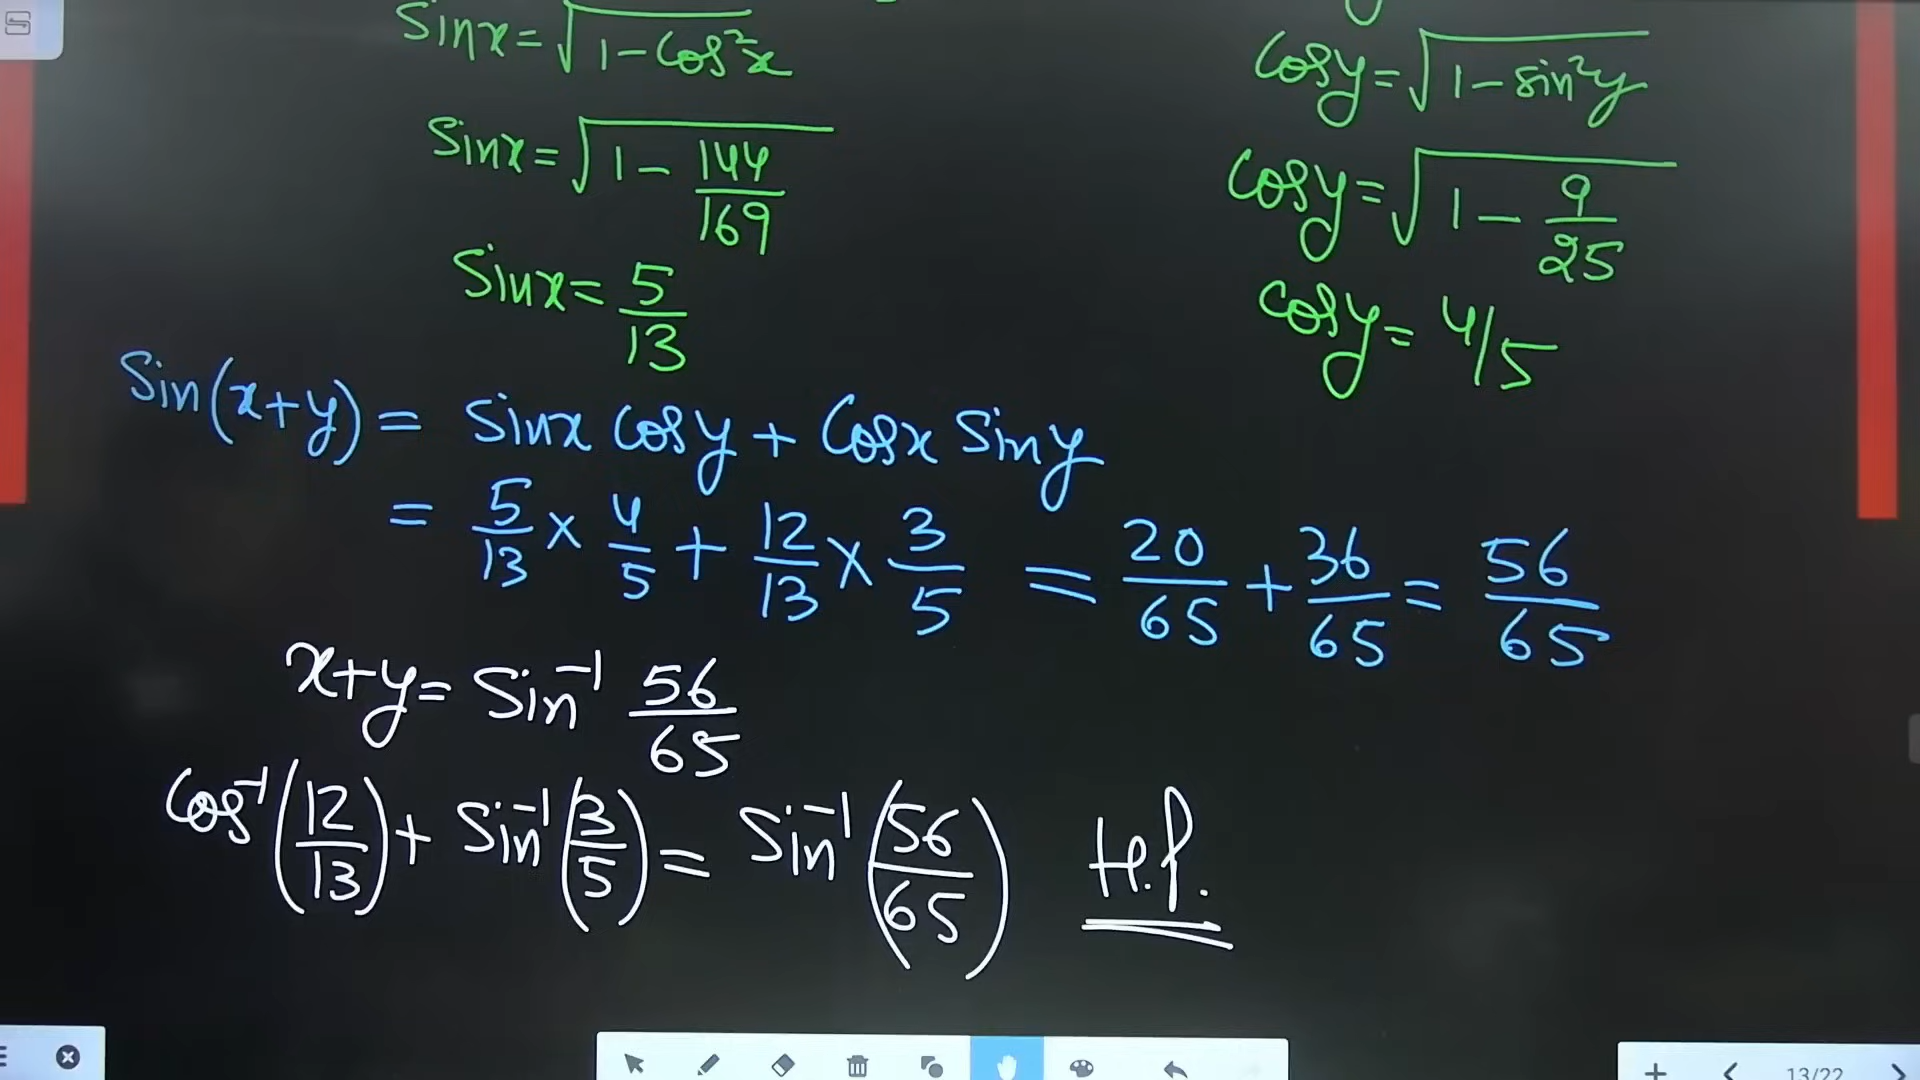 Sinx = √(1 - Cos²x)
Cosy = √(1 - Sin²y)
Sinx = √(1 - 144/169)
Cosy = √(1 - 9/25)
Sinx = 5/13
Cosy = 4/5
Sin(x+y) = Sinx Cosy + Cosx Siny
= 5/13 × 4/5 + 12/13 × 3/5 = 20/65 + 36/65 = 56/65
x+y = Sin⁻¹ 56/65
Cos⁻¹(12/13) + Sin⁻¹(3/5) = Sin⁻¹(56/65) H.P.
13/22